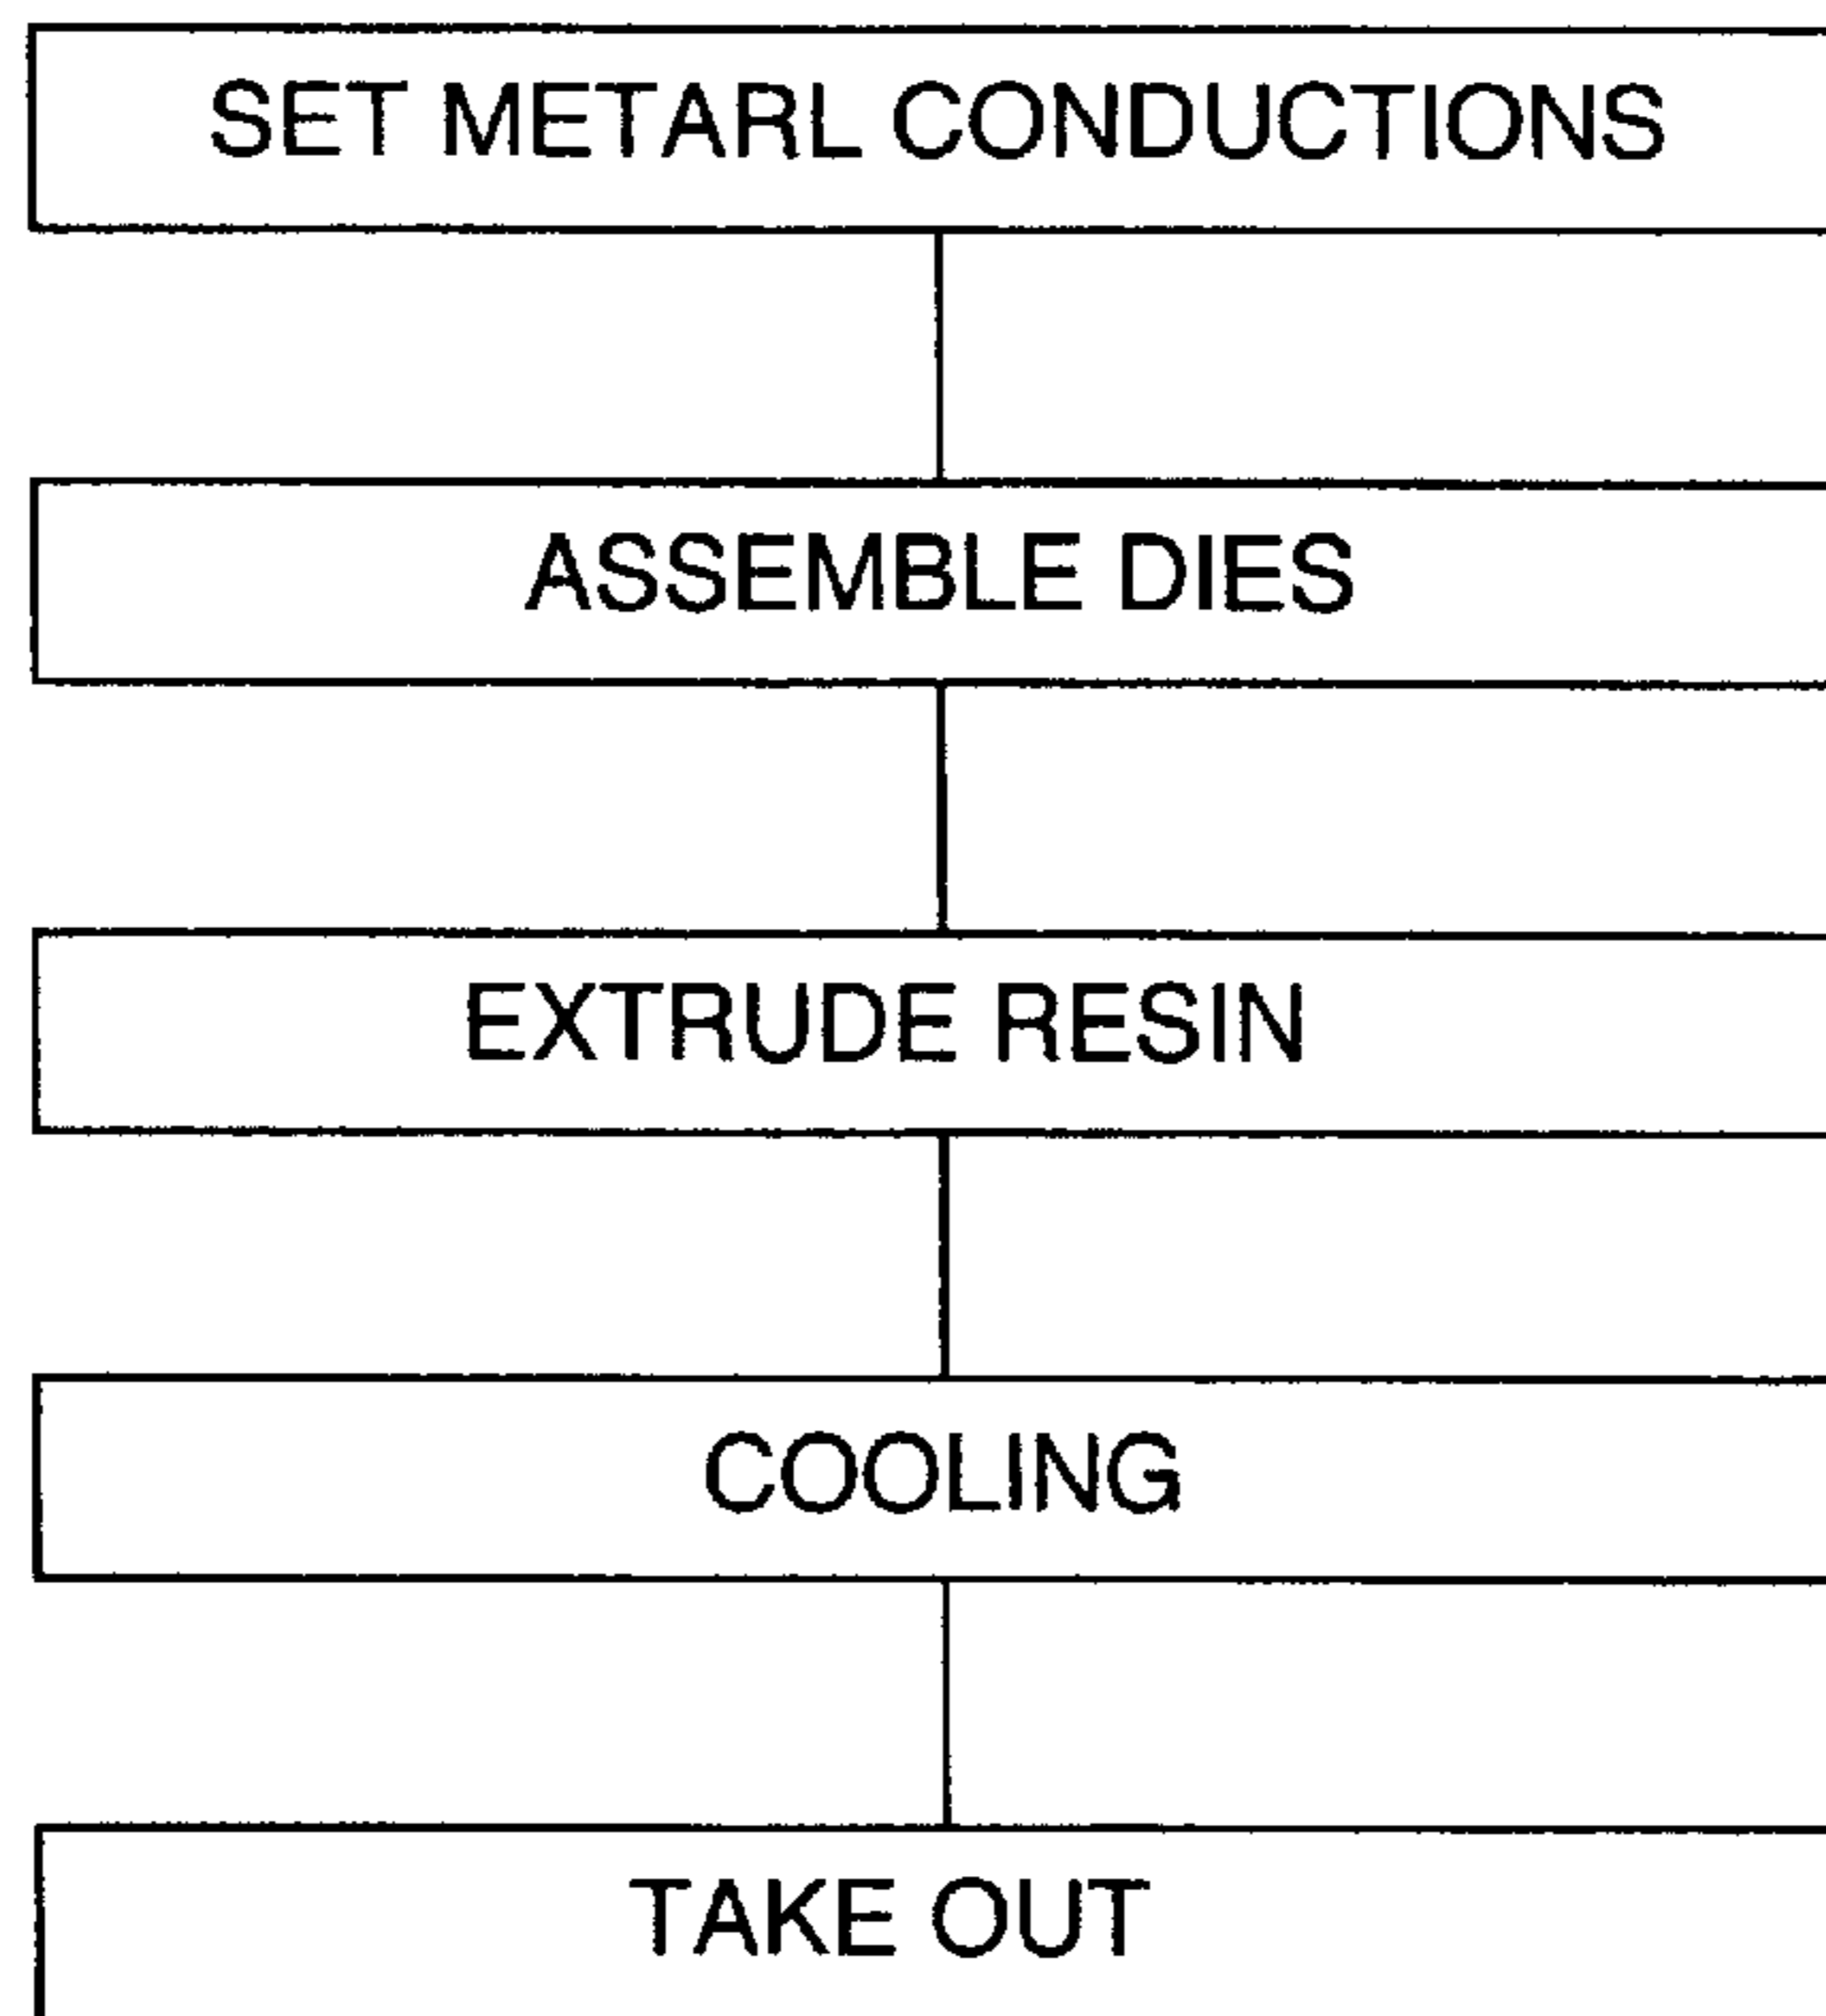 SET METARL CONDUCTIONS
ASSEMBLE DIES
EXTRUDE RESIN
COOLING
TAKE OUT